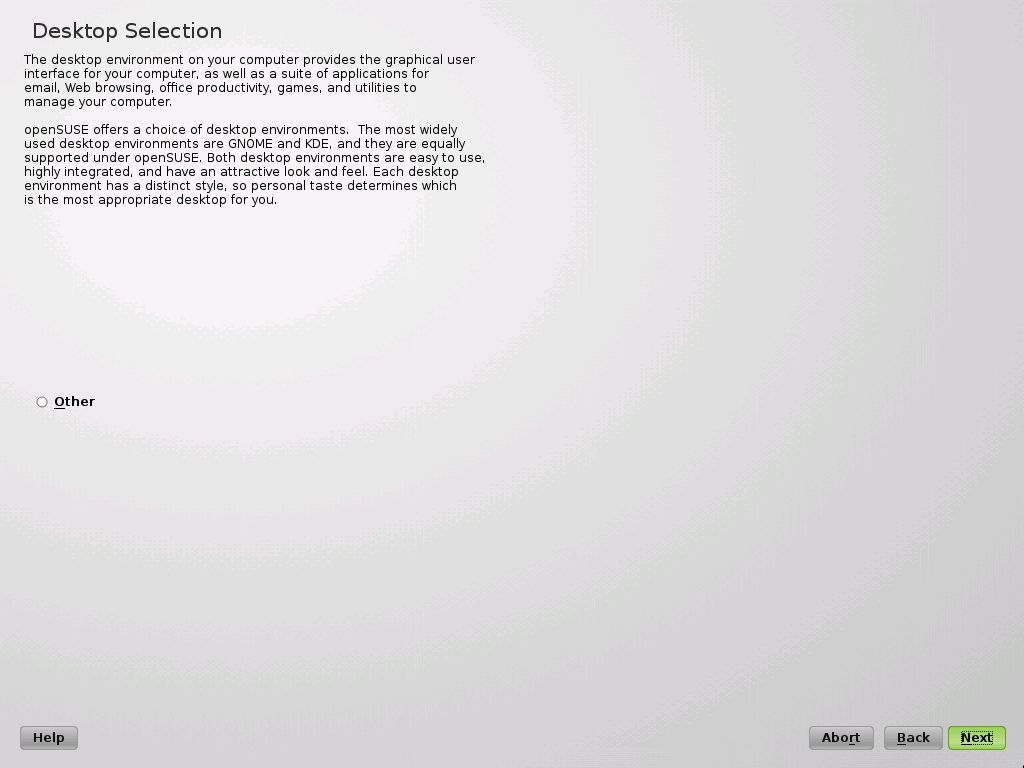 Desktop Selection
The desktop environment on your computer provides the graphical user
interface for your computer, as well as a suite of applications for
email, Web browsing, office productivity, games, and utilities to
manage your computer.
openSUSE offers a choice of desktop environments.  The most widely
used desktop environments are GNOME and KDE, and they are equally
supported under openSUSE. Both desktop environments are easy to use,
highly integrated, and have an attractive look and feel. Each desktop
environment has a distinct style, so personal taste determines which
is the most appropriate desktop for you.
Other
Help
Abort
Back
Next